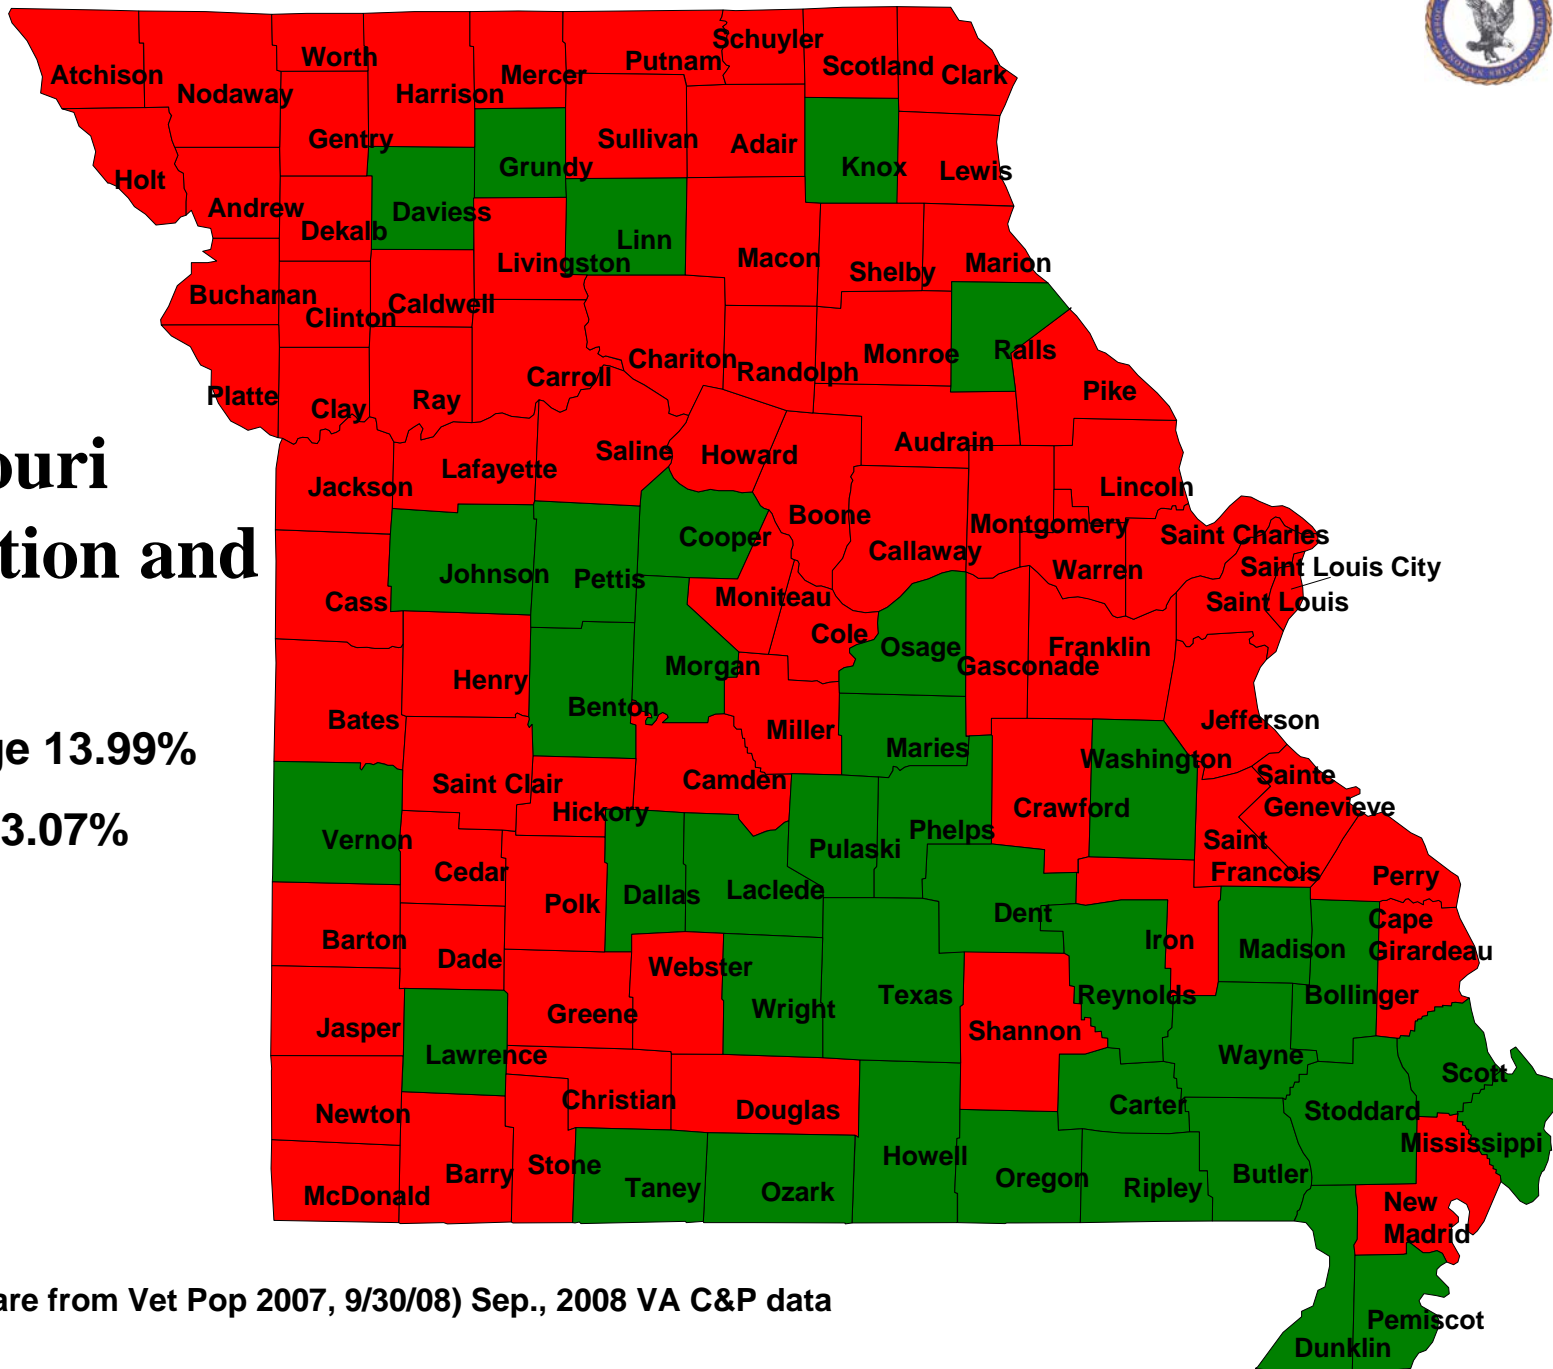 Schuyler
Worth
Putnam
Scotland
Clark
Atchison
Mercer
Nodaway
Harrison
Gentry
Sullivan
Adair
Grundy
Knox
Lewis
Holt
Andrew
Daviess
Dekalb
Linn
Livingston
Macon
Shelby
Marion
Buchanan
Caldwell
Clinton
Chariton
Randolph
Monroe
Ralls
Carroll
Pike
Platte
Clay
Ray
Audrain
Saline
Howard
ouri
Lafayette
Jackson
Lincoln
Boone
Montgomery
Cooper
Saint Charles
Callaway
tion and
Johnson
Pettis
Warren
Saint Louis City
Cass
Moniteau
Saint Louis
Cole
Osage
Franklin
Morgan
Gasconade
Henry
Benton
Bates
Miller
Jefferson
ge 13.99%
Maries
Washington
Saint Clair
Camden
Sainte
Genevieve
Hickory
Crawford
3.07%
Vernon
Phelps
Pulaski
Saint
Francois
Cedar
Perry
Dallas
Laclede
Polk
Dent
Cape
Girardeau
Barton
Iron
Madison
Dade
Webster
Texas
Reynolds
Bollinger
Wright
Greene
Jasper
Shannon
Lawrence
Wayne
Scott
Christian
Newton
Douglas
Carter
Stoddard
Mississippi
Howell
Barry
Stone
Oregon
Butler
Taney
Ozark
Ripley
McDonald
New
Madrid
are from Vet Pop 2007, 9/30/08) Sep., 2008 VA C&P data
Pemiscot
Dunklin